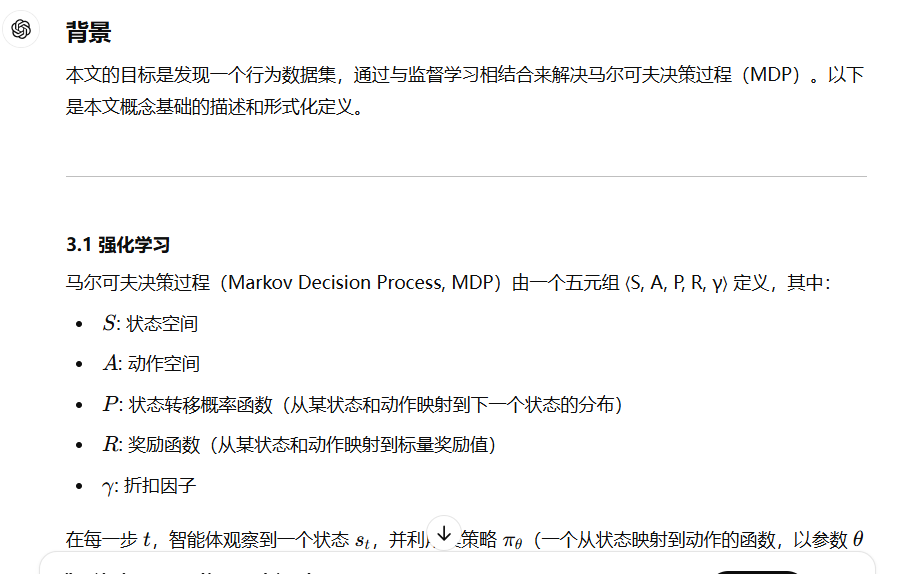 背景
本文的目标是发现一个行为数据集，通过与监督学习相结合来解决马尔可夫决策过程（MDP）。以下
是本文概念基础的描述和形式化定义。
3.1 强化学习
马尔可夫决策过程（Markov Decision Process, MDP）由一个五元组 ⟨S, A, P, R, γ⟩ 定义，其中：
• S: 状态空间
• A: 动作空间
• P: 状态转移概率函数（从某状态和动作映射到下一个状态的分布）
• R: 奖励函数（从某状态和动作映射到标量奖励值）
• γ: 折扣因子
在每一步 t，智能体观察到一个状态 s_t，并利 策略 π_θ（一个从状态映射到动作的函数，以参数 θ